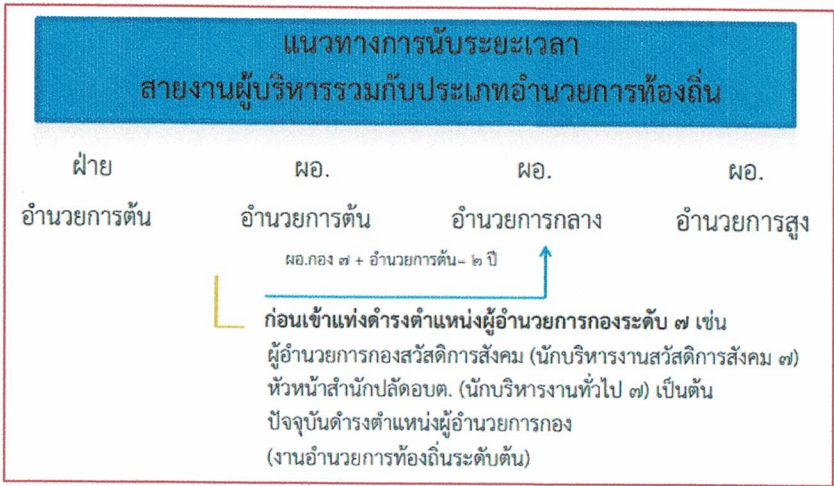 แนวทางการนับระยะเวลา
สายงานผู้บริหารรวมกับประเภทอำนวยการท้องถิ่น
ฝ่าย ผอ. ผอ. ผอ.
อำนวยการต้น อำนวยการต้น อำนวยการกลาง อำนวยการสูง
ผอ.กอง ๗ + อำนวยการต้น= ๒ ปี
ก่อนเข้าแท่งดำรงตำแหน่งผู้อำนวยการกองระดับ ๗ เช่น
ผู้อำนวยการกองสวัสดิการสังคม (นักบริหารงานสวัสดิการสังคม ๗)
หัวหน้าสำนักปลัดอบต. (นักบริหารงานทั่วไป ๗) เป็นต้น
ปัจจุบันดำรงตำแหน่งผู้อำนวยการกอง
(งานอำนวยการท้องถิ่นระดับต้น)